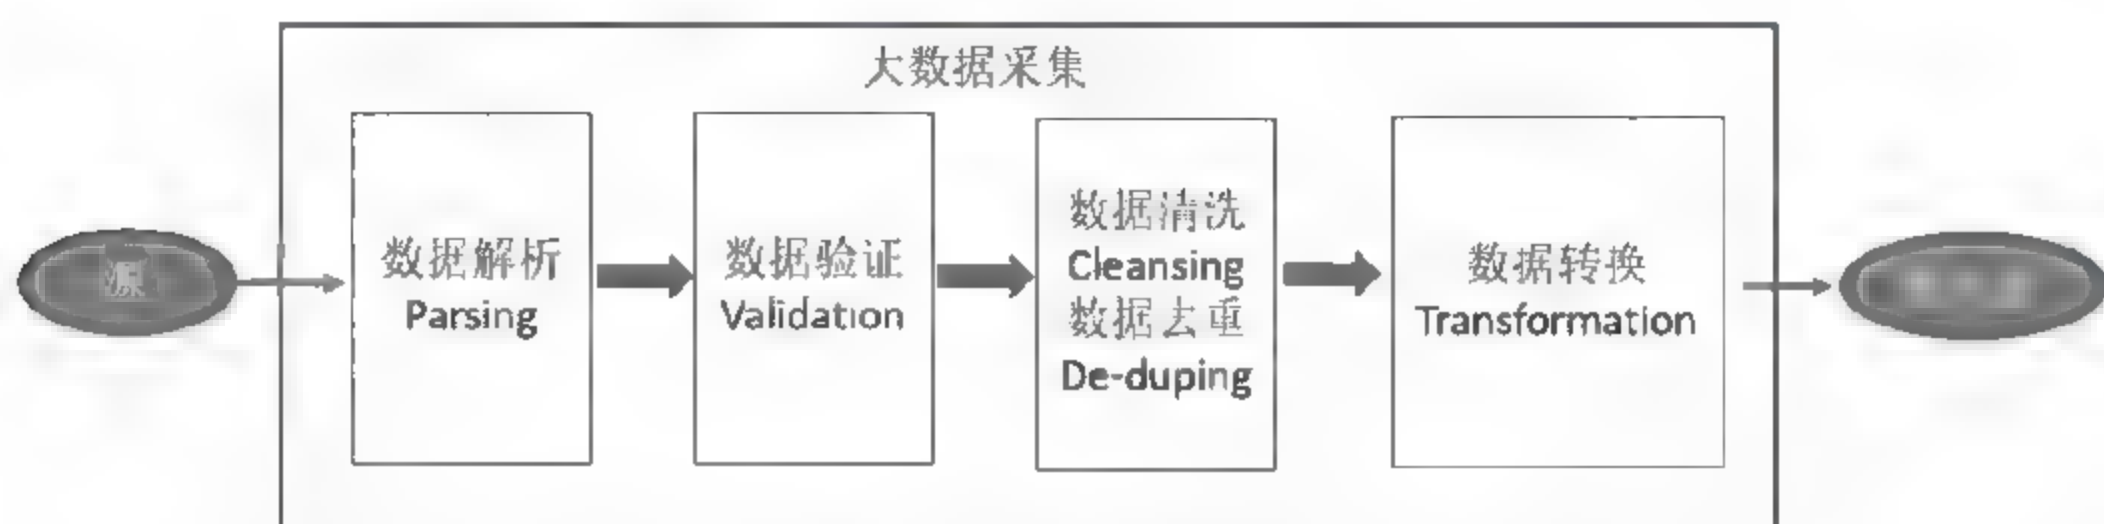 大数据采集
源
数据解析
Parsing
数据验证
Validation
数据清洗
Cleansing
数据去重
De-duping
数据转换
Transformation